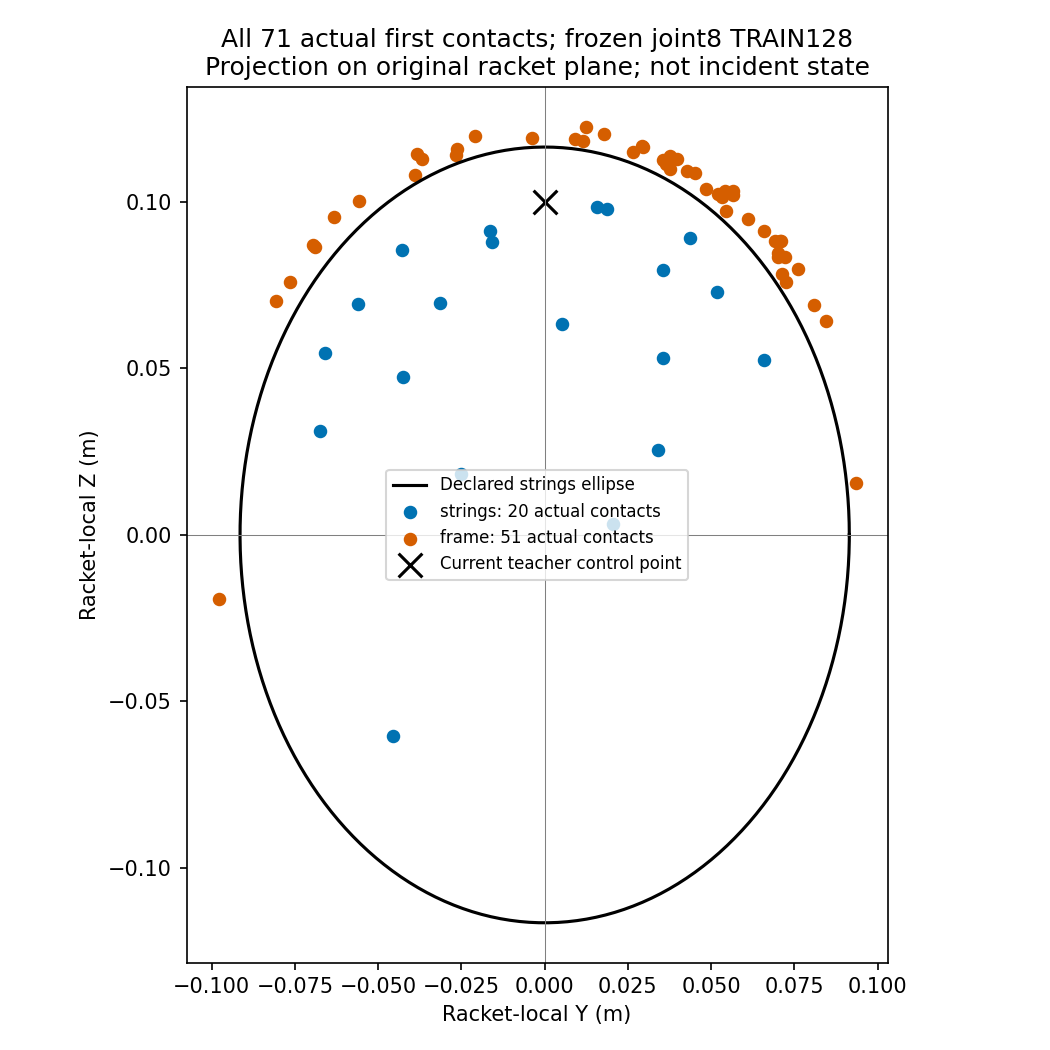 All 71 actual first contacts; frozen joint8 TRAIN128
Projection on original racket plane; not incident state
Racket-local Z (m)
0.10
0.05
0.00
−0.05
−0.10
Declared strings ellipse
strings: 20 actual contacts
frame: 51 actual contacts
Current teacher control point
−0.100 −0.075 −0.050 −0.025 0.000 0.025 0.050 0.075 0.100
Racket-local Y (m)